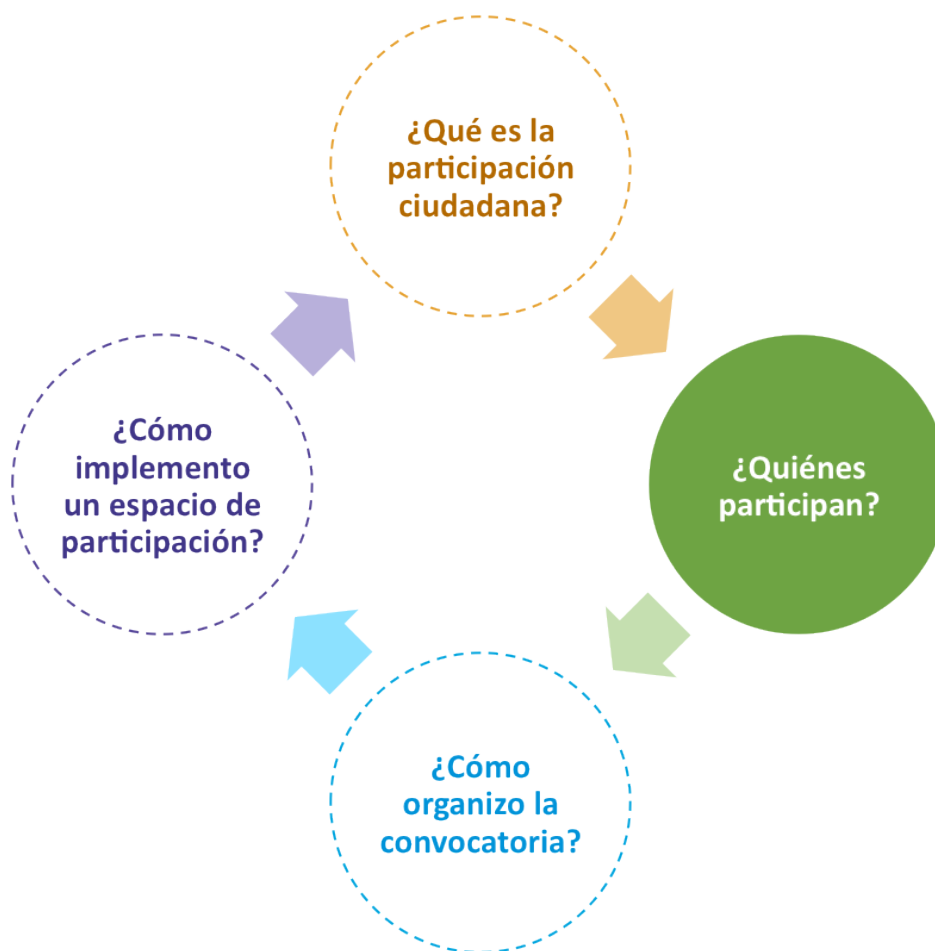 ¿Qué es la
participación
ciudadana?
¿Quiénes
participan?
¿Cómo
organizo la
convocatoria?
¿Cómo
implemento
un espacio de
participación?